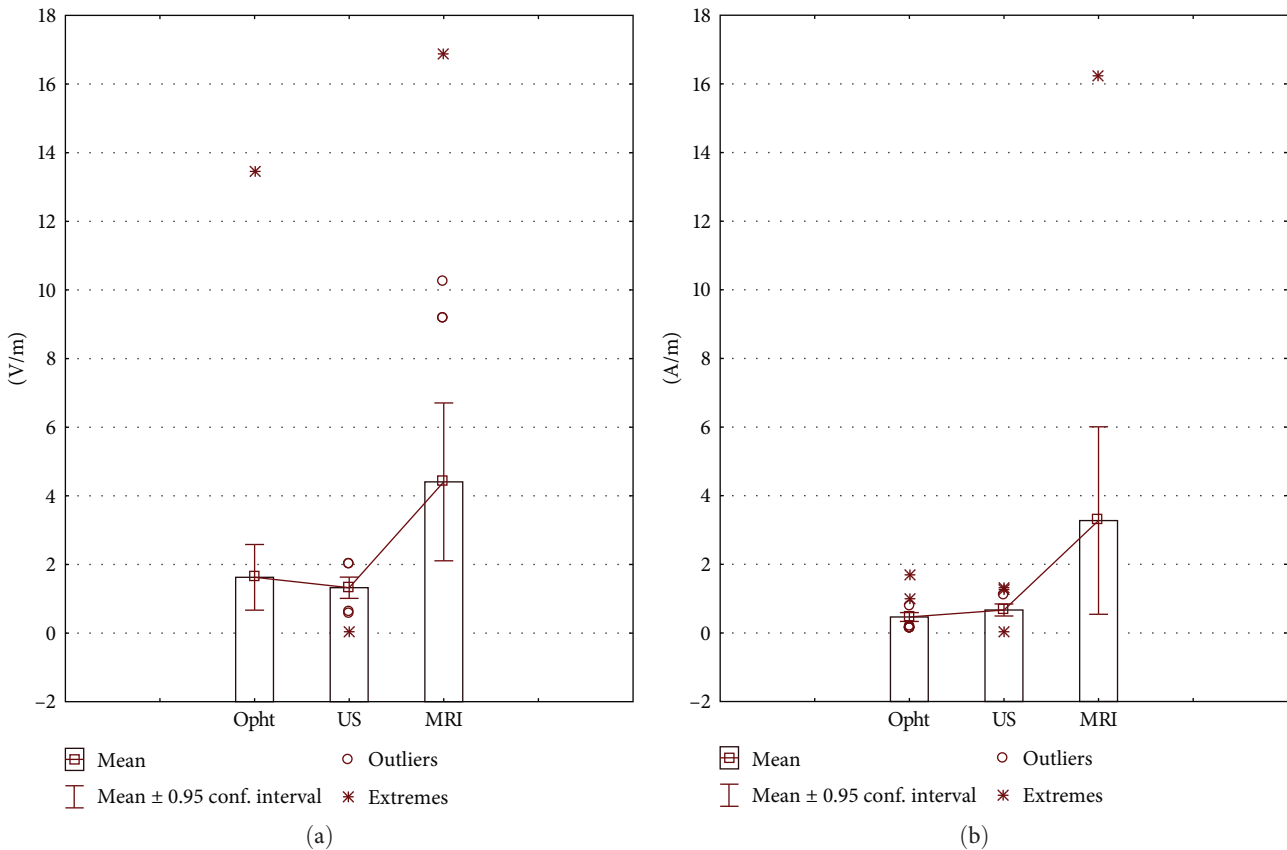 18
16
14
12
10
8
6
4
2
0
−2
(V/m)
Opht US MRI
Mean
Outliers
Mean ± 0.95 conf. interval
Extremes
(a)
18
16
14
12
10
8
6
4
2
0
−2
(A/m)
Opht US MRI
Mean
Outliers
Mean ± 0.95 conf. interval
Extremes
(b)